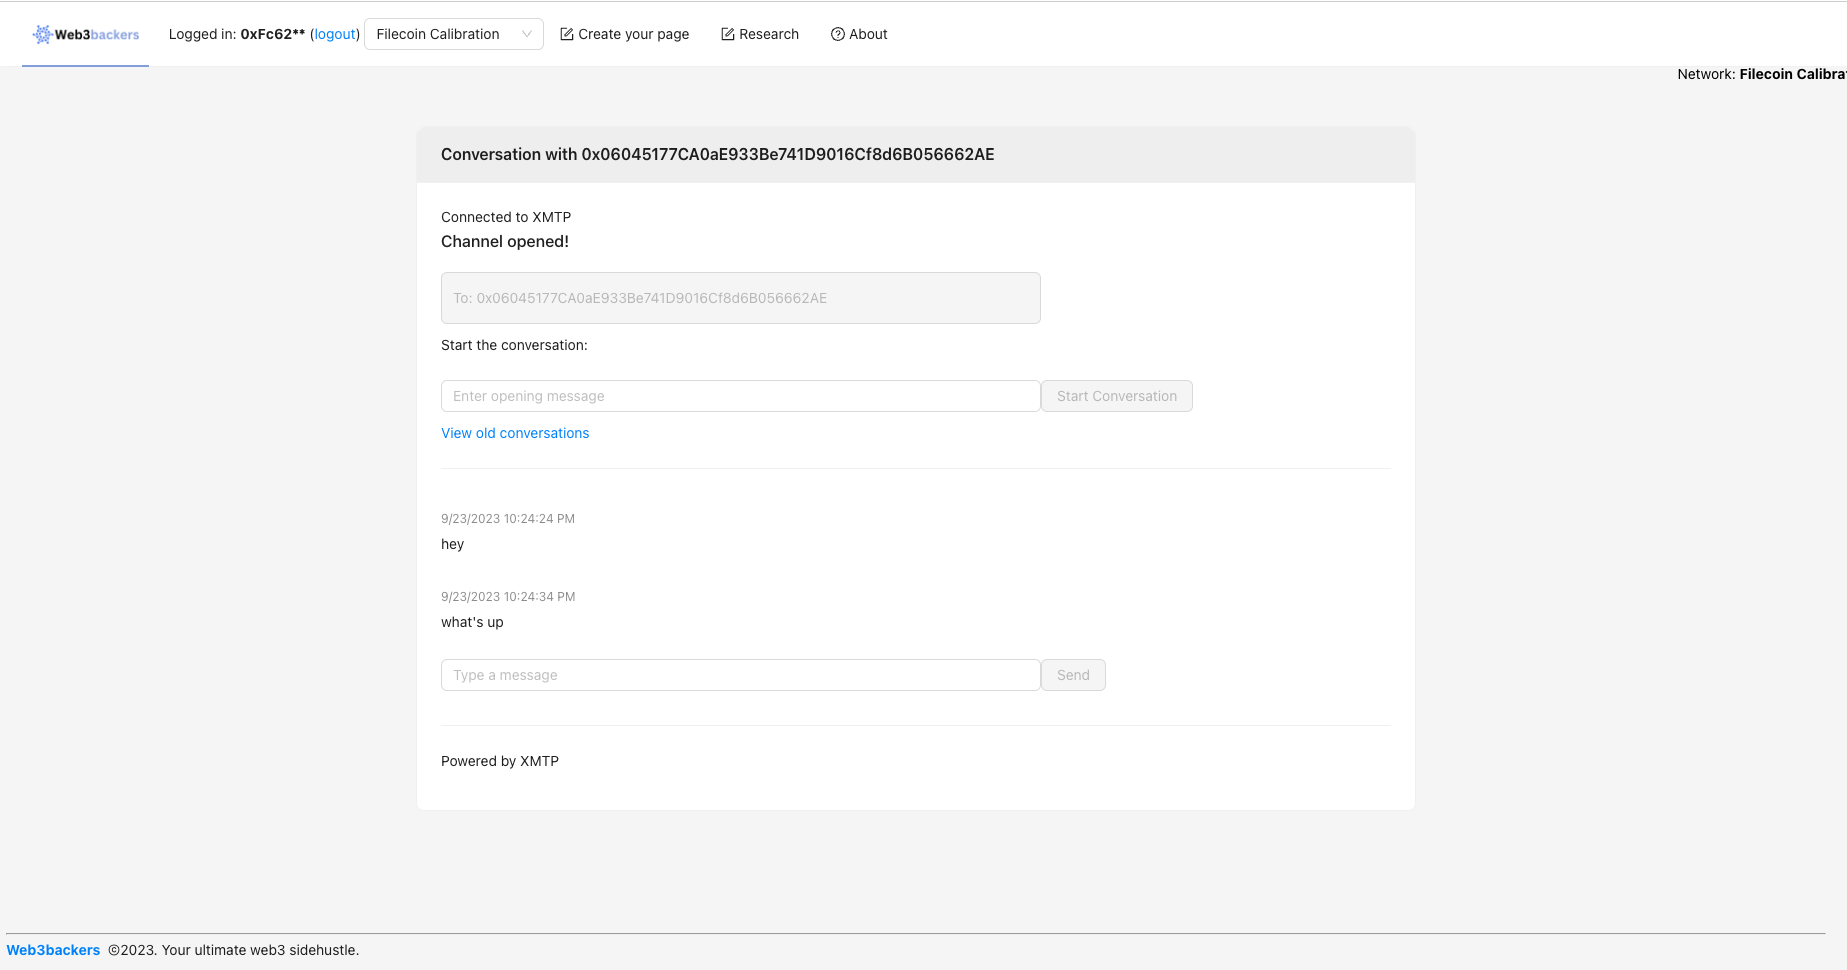 Web3backers Logged in: 0xFc62** (logout) Filecoin Calibration Create your page Research About
Network: Filecoin Calibra
Conversation with 0x06045177CA0aE933Be741D9016Cf8d6B056662AE
Connected to XMTP
Channel opened!
To: 0x06045177CA0aE933Be741D9016Cf8d6B056662AE
Start the conversation:
Enter opening message Start Conversation
View old conversations
9/23/2023 10:24:24 PM
hey
9/23/2023 10:24:34 PM
what's up
Type a message Send
Powered by XMTP
Web3backers ©2023. Your ultimate web3 sidehustle.